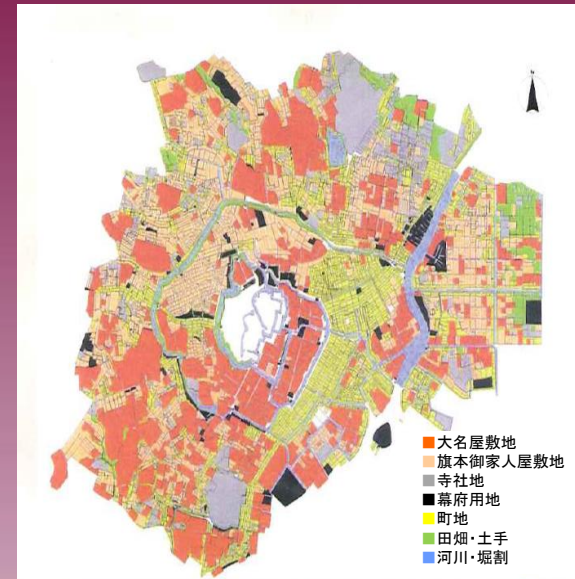 大名屋敷地
旗本御家人屋敷地
寺社地
幕府用地
町地
田畑・土手
河川・堀割